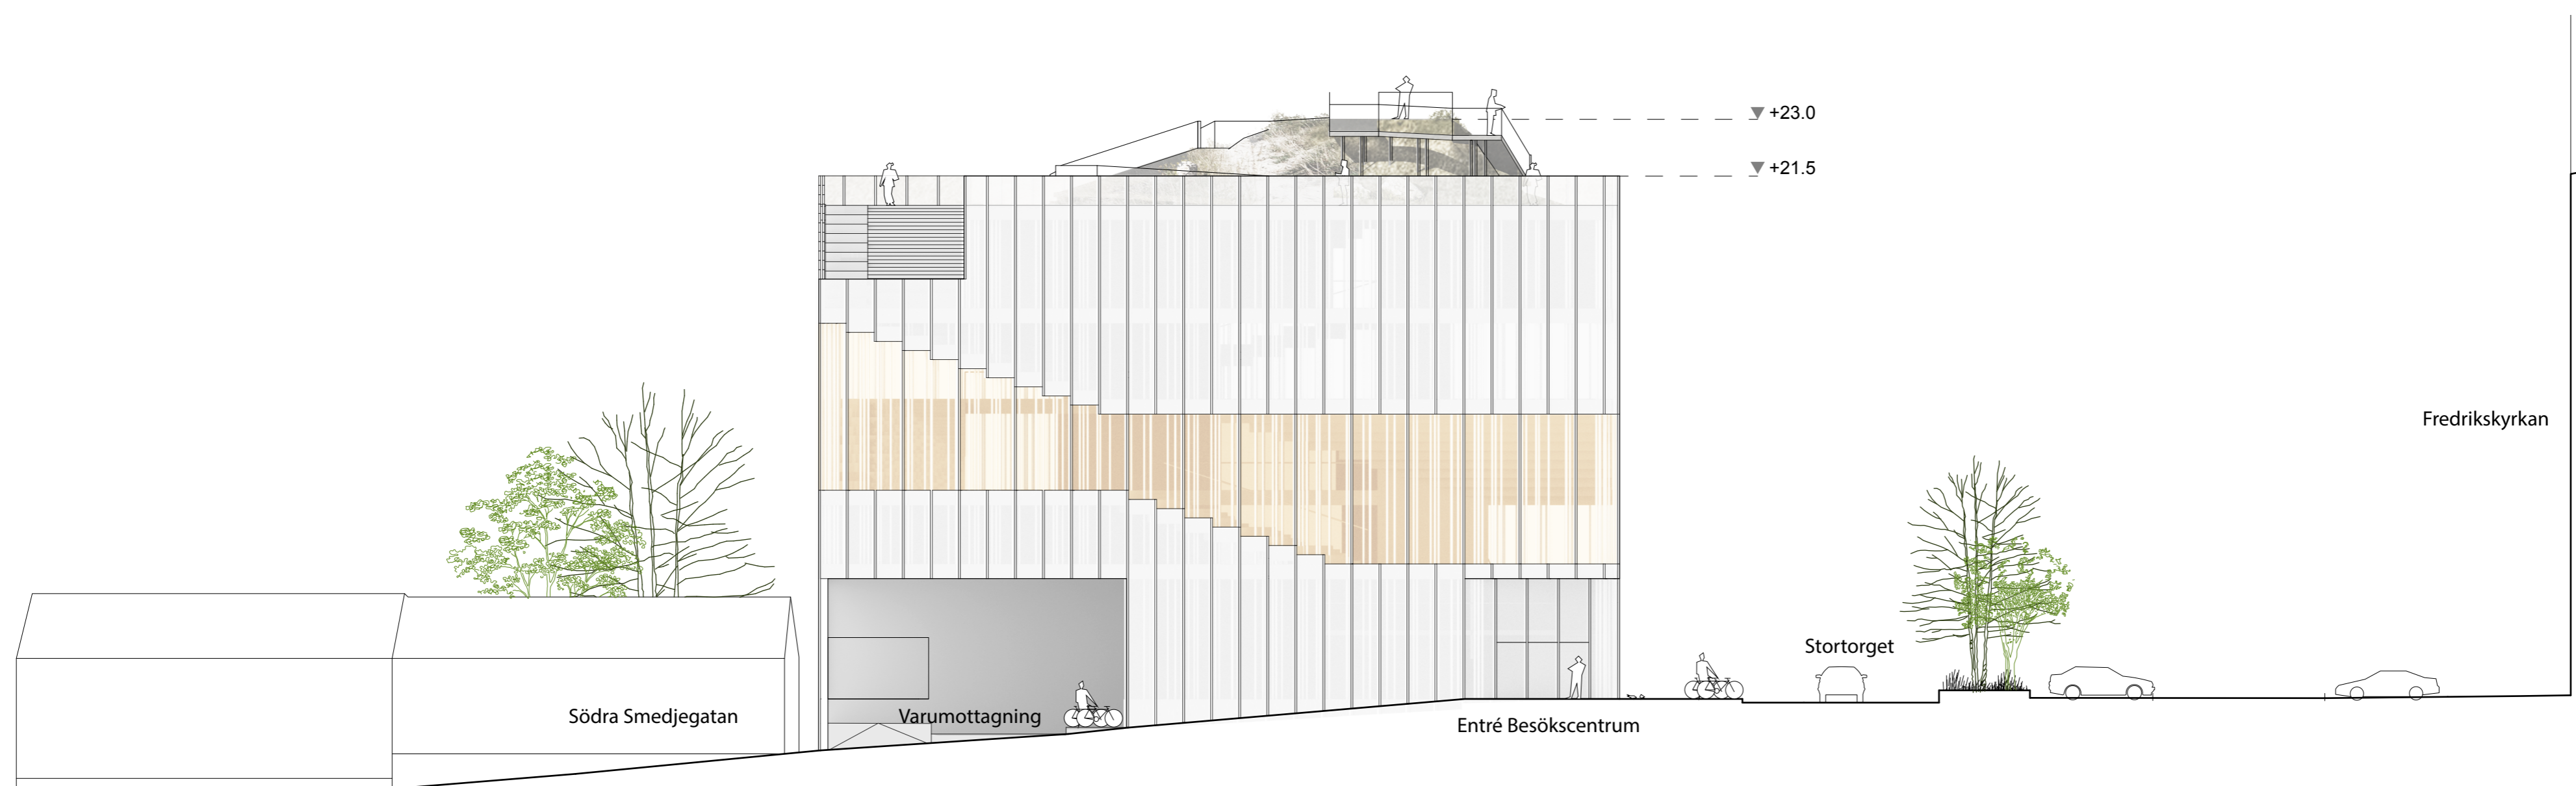 +23.0
+21.5
Fredrikskyrkan
Stortorget
Södra Smedjegatan
Varumottagning
Entré Besökscentrum